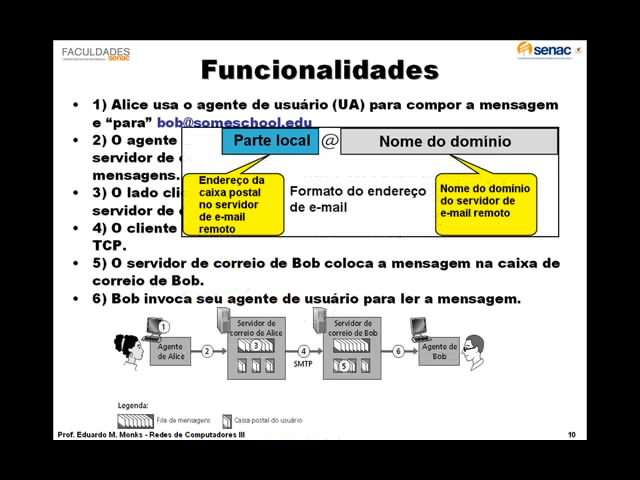 FACULDADES
senac
senac
Funcionalidades
• 1) Alice usa o agente de usuário (UA) para compor a mensagem
e “para” bob@someschool.edu
• 2) O agente
servidor de
mensagens.
• 3) O lado
servidor de
• 4) O cliente
TCP.
• 5) O servidor de correio de Bob coloca a mensagem na caixa de
correio de Bob.
• 6) Bob invoca seu agente de usuário para ler a mensagem.
Parte local @ Nome do domínio
Endereço da
caixa postal
no servidor
de e-mail
remoto
Formato do endereço
de e-mail
Nome do domínio
do servidor de
e-mail remoto
1
Agente
de Alice
2
Servidor de
correio de Alice
3
4
SMTP
Servidor de
correio de Bob
5
6
Agente de
Bob
Legenda:
Fila de mensagens
Caixa postal do usuário
Prof. Eduardo M. Monks - Redes de Computadores III
10